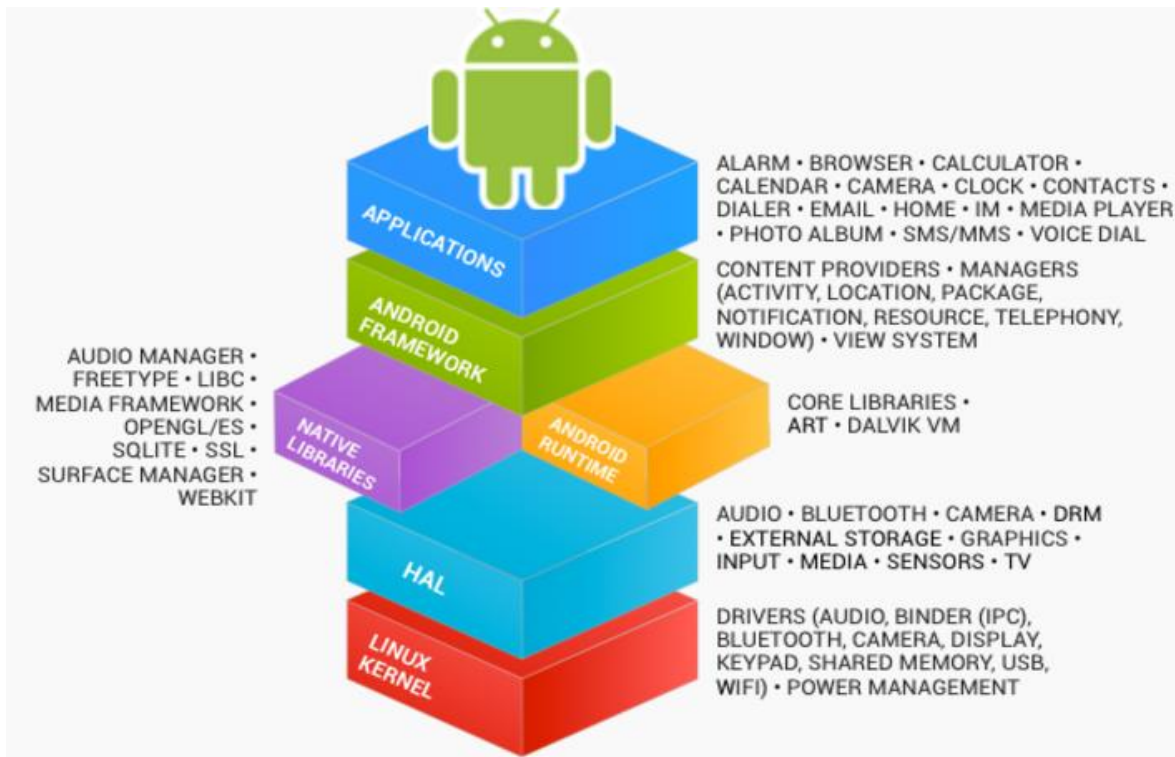 APPLICATIONS
ALARM • BROWSER • CALCULATOR •
CALENDAR • CAMERA • CLOCK • CONTACTS •
DIALER • EMAIL • HOME • IM • MEDIA PLAYER
• PHOTO ALBUM • SMS/MMS • VOICE DIAL
ANDROID
FRAMEWORK
CONTENT PROVIDERS • MANAGERS
(ACTIVITY, LOCATION, PACKAGE,
NOTIFICATION, RESOURCE, TELEPHONY,
WINDOW) • VIEW SYSTEM
AUDIO MANAGER •
FREETYPE • LIBC •
MEDIA FRAMEWORK •
OPENGL/ES •
SQLITE • SSL •
SURFACE MANAGER •
WEBKIT
NATIVE
LIBRARIES
ANDROID
RUNTIME
CORE LIBRARIES •
ART • DALVIK VM
HAL
AUDIO • BLUETOOTH • CAMERA • DRM
• EXTERNAL STORAGE • GRAPHICS •
INPUT • MEDIA • SENSORS • TV
LINUX
KERNEL
DRIVERS (AUDIO, BINDER (IPC),
BLUETOOTH, CAMERA, DISPLAY,
KEYPAD, SHARED MEMORY, USB,
WIFI) • POWER MANAGEMENT